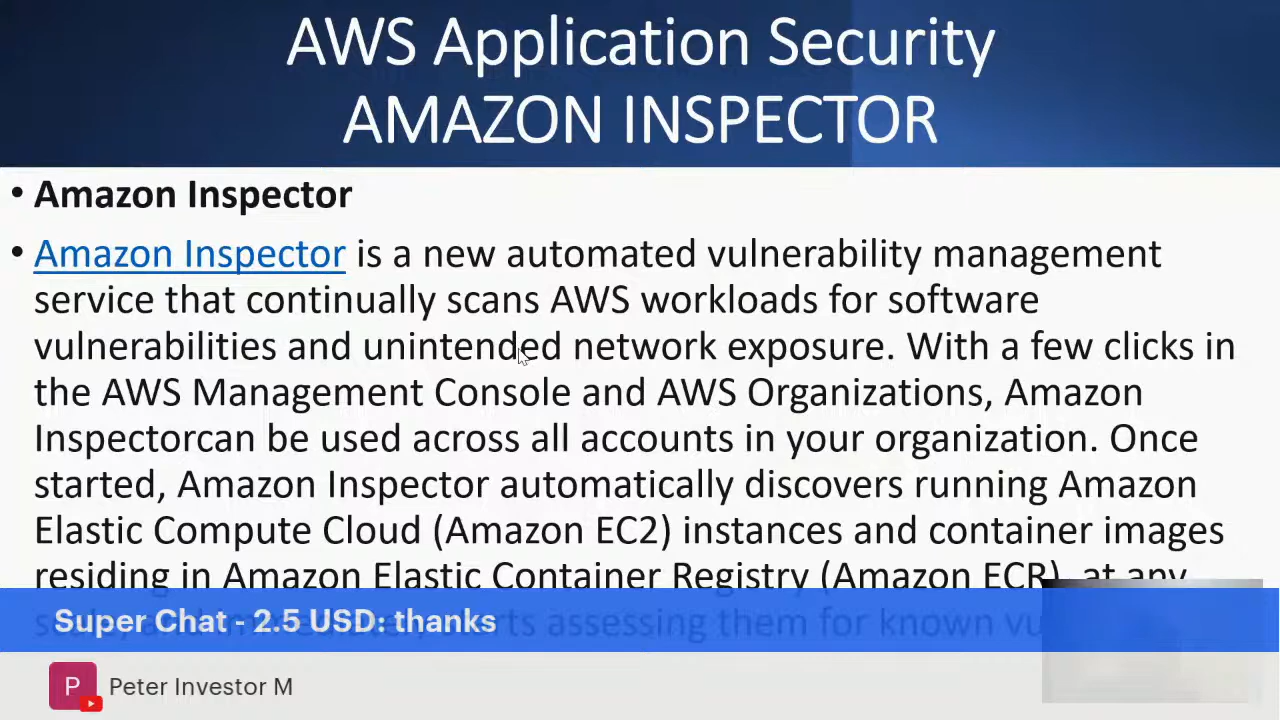 AWS Application Security
AMAZON INSPECTOR
• Amazon Inspector
• Amazon Inspector is a new automated vulnerability management
service that continually scans AWS workloads for software
vulnerabilities and unintended network exposure. With a few clicks in
the AWS Management Console and AWS Organizations, Amazon
Inspectorcan be used across all accounts in your organization. Once
started, Amazon Inspector automatically discovers running Amazon
Elastic Compute Cloud (Amazon EC2) instances and container images
residing in Amazon Elastic Container Registry (Amazon ECR), at any
assessing them for known
Super Chat - 2.5 USD: thanks
P
Peter Investor M